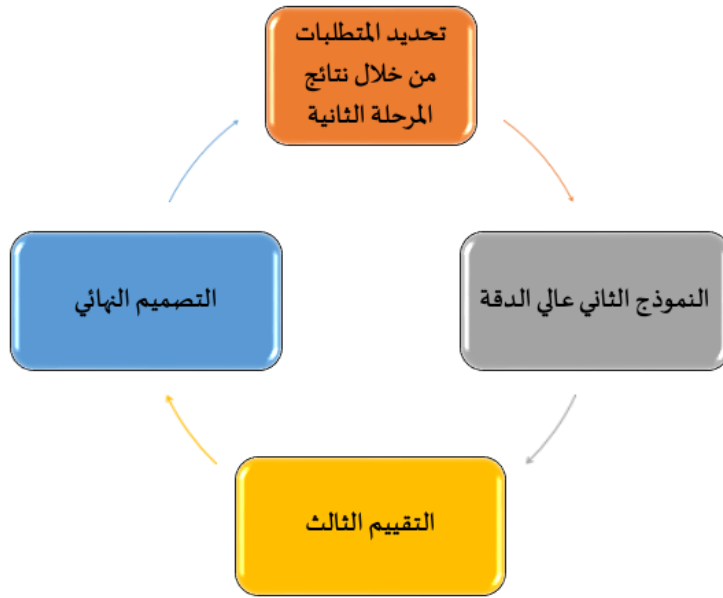 تحديد المتطلبات
من خلال نتائج
المرحلة الثانية
النموذج الثاني عالي الدقة
التقييم الثالث
التصميم النهائي